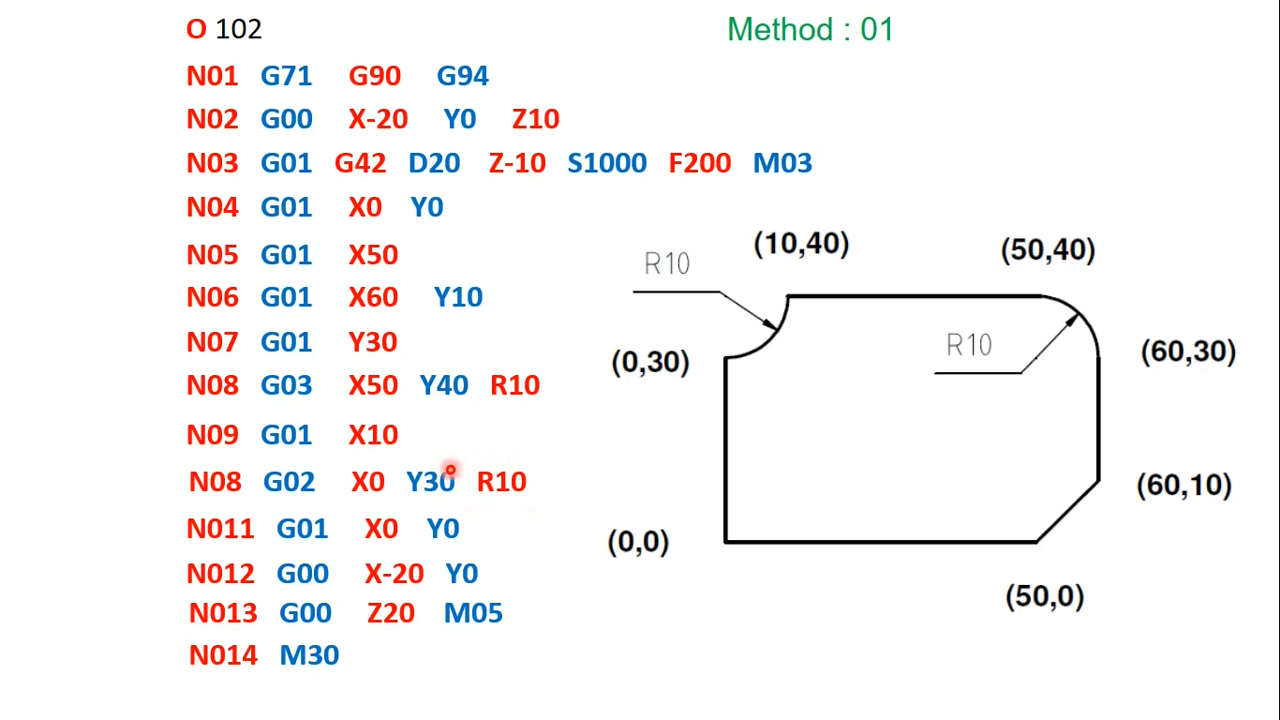 O 102
Method : 01
N01 G71 G90 G94
N02 G00 X-20 Y0 Z10
N03 G01 G42 D20 Z-10 S1000 F200 M03
N04 G01 X0 Y0
N05 G01 X50
N06 G01 X60 Y10
N07 G01 Y30
N08 G03 X50 Y40 R10
N09 G01 X10
N08 G02 X0 Y30 R10
N011 G01 X0 Y0
N012 G00 X-20 Y0
N013 G00 Z20 M05
N014 M30
(10,40)
(50,40)
R10
R10
(0,30)
(60,30)
(60,10)
(0,0)
(50,0)